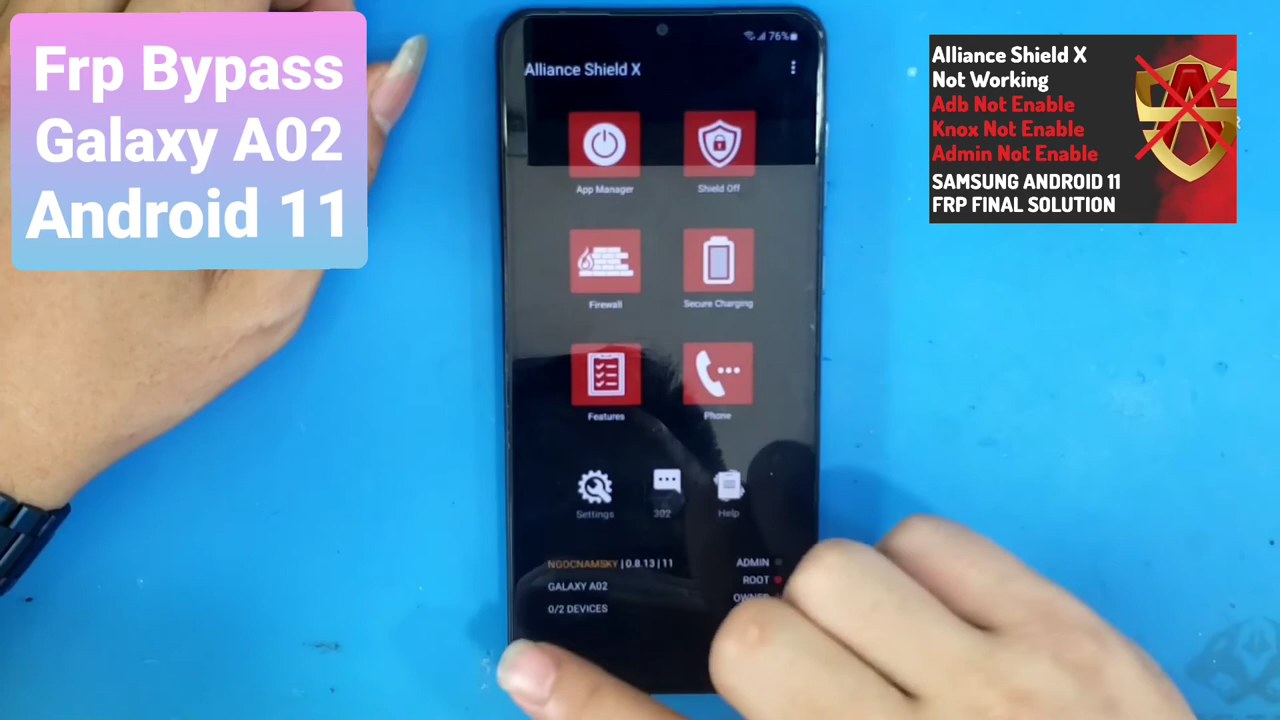 Frp Bypass
Galaxy A02
Android 11
Alliance Shield X
Not Working
Adb Not Enable
Knox Not Enable
Admin Not Enable
SAMSUNG ANDROID 11
FRP FINAL SOLUTION
76%
Alliance Shield X
App Manager
Shield Off
Firewall
Secure Charging
Features
Phone
Settings
302
Help
NGOCNAMSKY | 0.8.13 | 11
ADMIN
GALAXY A02
ROOT
0/2 DEVICES
OWNER